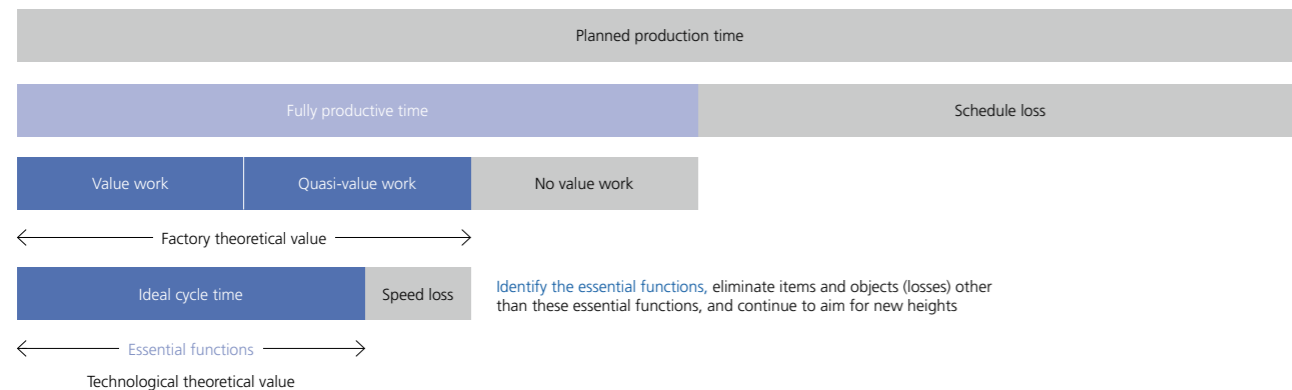 Planned production time
Fully productive time
Schedule loss
Value work
Quasi-value work
No value work
Factory theoretical value
Ideal cycle time
Speed loss
Identify the essential functions, eliminate items and objects (losses) other
than these essential functions, and continue to aim for new heights
Essential functions
Technological theoretical value